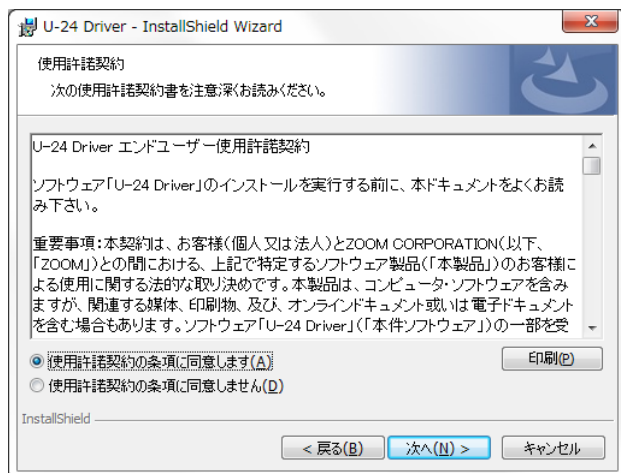 U-24 Driver - InstallShield Wizard
使用許諾契約
次の使用許諾契約書を注意深くお読みください。
U-24 Driver エンドユーザー使用許諾契約
ソフトウェア「U-24 Driver」のインストールを実行する前に、本ドキュメントをよくお読
み下さい。
重要事項:本契約は、お客様(個人又は法人)とZOOM CORPORATION(以下、
「ZOOM」)との間における、上記で特定するソフトウェア製品(「本製品」)のお客様に
よる使用に関する法的な取り決めです。本製品は、コンピュータ・ソフトウェアを含み
ますが、関連する媒体、印刷物、及び、オンラインドキュメント或いは電子ドキュメント
を含む場合もあります。ソフトウェア「U-24 Driver」(「本件ソフトウェア」)の一部を受
使用許諾契約の条項に同意します(A)
印刷(P)
使用許諾契約の条項に同意しません(D)
InstallShield
< 戻る(B)
次へ(N) >
キャンセル